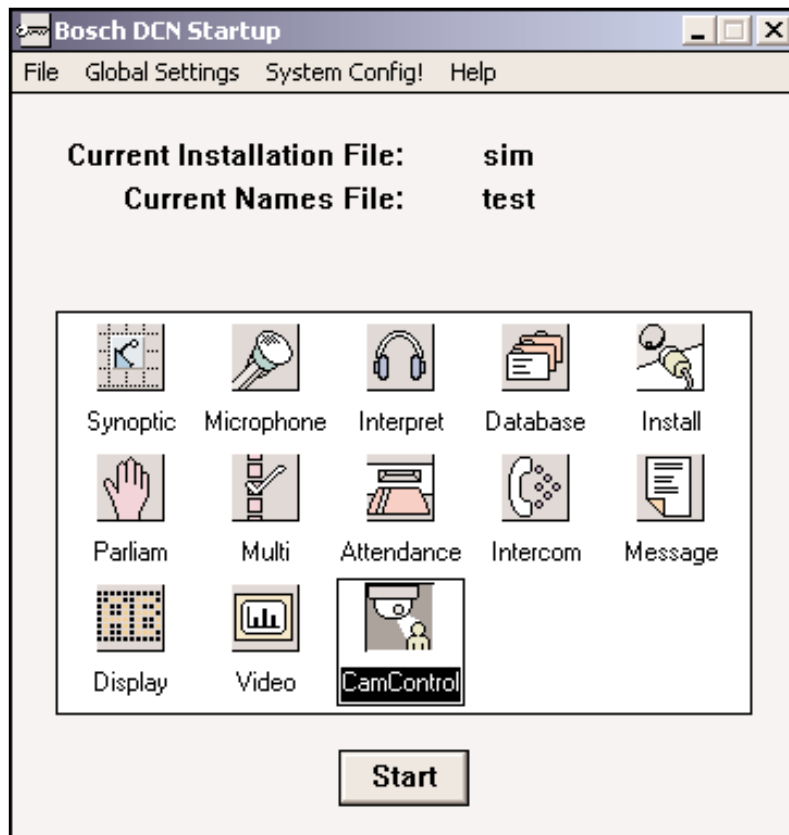 Bosch DCN Startup
File Global Settings System Config! Help
Current Installation File: sim
Current Names File: test
Synoptic Microphone Interpret Database Install
Parliam Multi Attendance Intercom Message
Display Video CamControl
Start